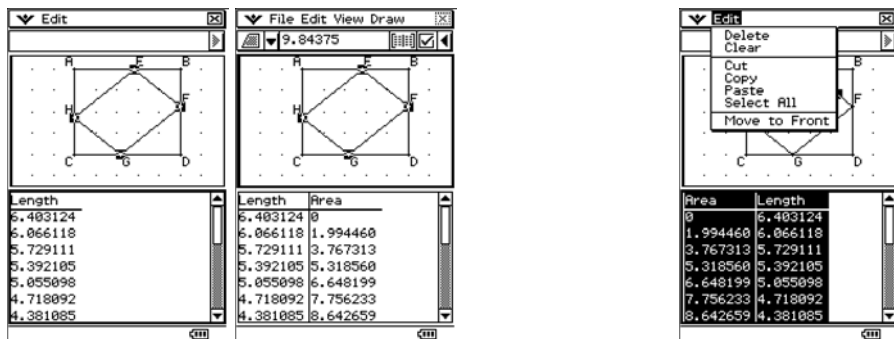 Edit
A E B
H F
C G D
Length
6.403124
6.066118
5.729111
5.392105
5.055098
4.718092
4.381085
File Edit View Draw
9.84375
A E B
H F
C G D
Length Area
6.403124 0
6.066118 1.994460
5.729111 3.767313
5.392105 5.318560
5.055098 6.648199
4.718092 7.756233
4.381085 8.642659
Edit
Delete
Clear
Cut
Copy
Paste
Select All
Move to Front
B
F
C G D
Area Length
0 6.403124
1.994460 6.066118
3.767313 5.729111
5.318560 5.392105
6.648199 5.055098
7.756233 4.718092
8.642659 4.381085